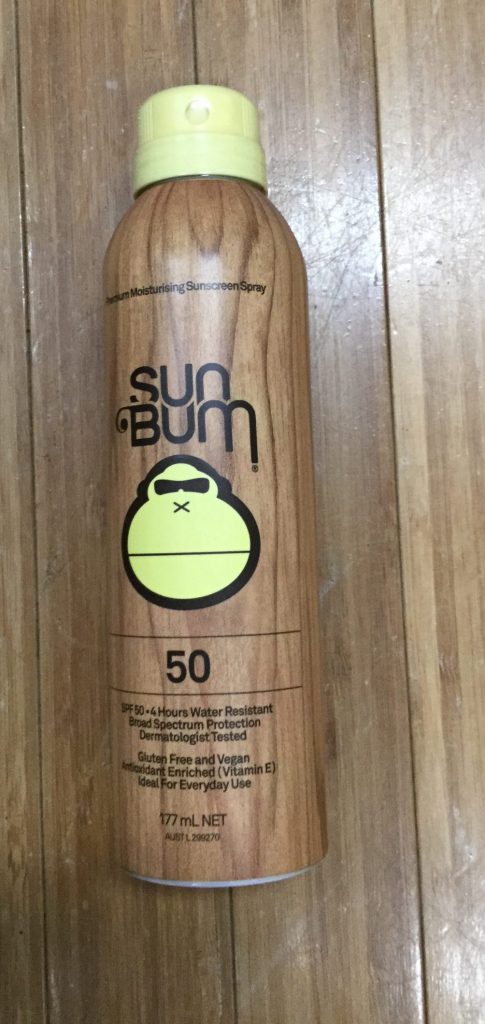 Premium Moisturising Sunscreen Spray
SUN
BUM
®
50
SPF 50 • 4 Hours Water Resistant
Broad Spectrum Protection
Dermatologist Tested
Gluten Free and Vegan
Antioxidant Enriched (Vitamin E)
Ideal For Everyday Use
177 mL NET
AUST L 299270